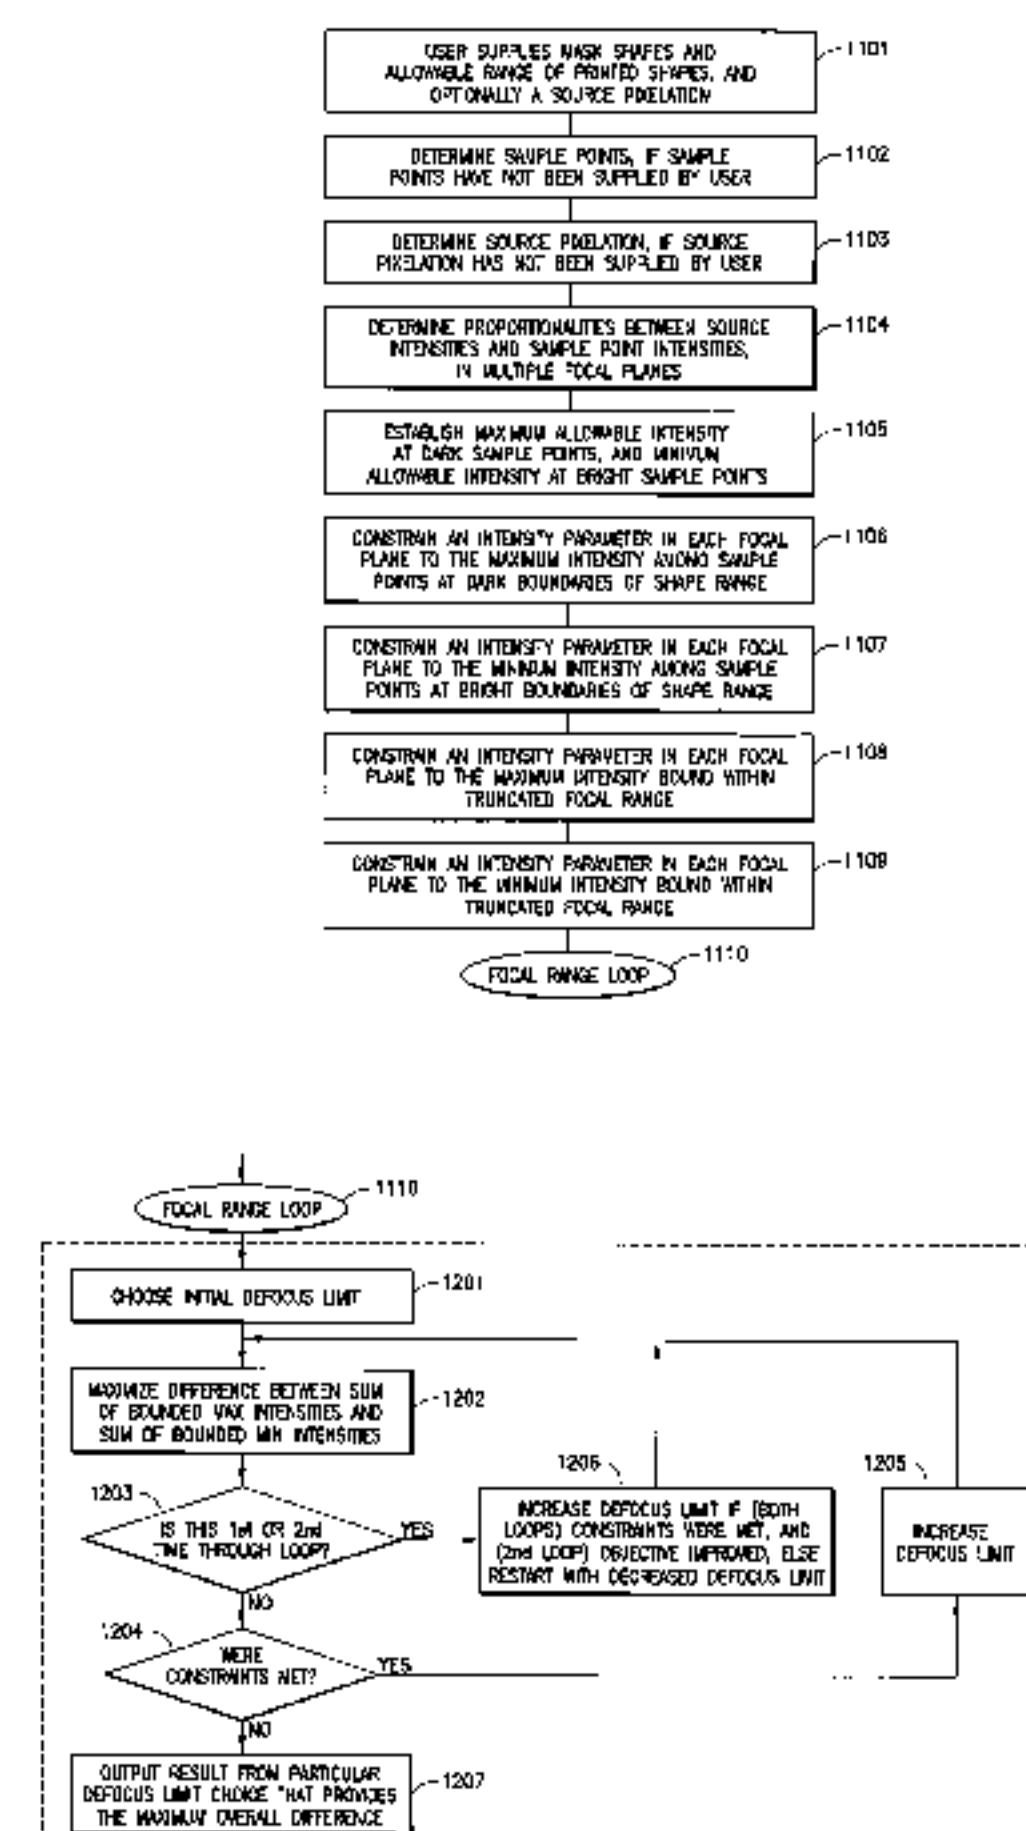 USER SUPPLIES MASK SHAPES AND
ALLOWABLE RANGE OF PRINTED SHAPES, AND
OPTIONALLY A SOURCE PIXELATION
1101
DETERMINE SAMPLE POINTS, IF SAMPLE
POINTS HAVE NOT BEEN SUPPLIED BY USER
1102
DETERMINE SOURCE PIXELATION, IF SOURCE
PIXELATION HAS NOT BEEN SUPPLIED BY USER
1103
DETERMINE PROPORTIONALITIES BETWEEN SOURCE
INTENSITIES AND SAMPLE POINT INTENSITIES,
IN MULTIPLE FOCAL PLANES
1104
ESTABLISH MAXIMUM ALLOWABLE INTENSITY
AT DARK SAMPLE POINTS, AND MINIMUM
ALLOWABLE INTENSITY AT BRIGHT SAMPLE POINTS
1105
CONSTRAIN AN INTENSITY PARAMETER IN EACH FOCAL
PLANE TO THE MAXIMUM INTENSITY AMONG SAMPLE
POINTS AT DARK BOUNDARIES OF SHAPE RANGE
1106
CONSTRAIN AN INTENSITY PARAMETER IN EACH FOCAL
PLANE TO THE MINIMUM INTENSITY AMONG SAMPLE
POINTS AT BRIGHT BOUNDARIES OF SHAPE RANGE
1107
CONSTRAIN AN INTENSITY PARAMETER IN EACH FOCAL
PLANE TO THE MAXIMUM INTENSITY BOUND WITHIN
TRUNCATED FOCAL RANGE
1108
CONSTRAIN AN INTENSITY PARAMETER IN EACH FOCAL
PLANE TO THE MINIMUM INTENSITY BOUND WITHIN
TRUNCATED FOCAL RANGE
1109
FOCAL RANGE LOOP
1110
FOCAL RANGE LOOP
1110
CHOOSE INITIAL DEFOCUS LIMIT
1201
MAXIMIZE DIFFERENCE BETWEEN SUM
OF BOUNDED MAX INTENSITIES AND
SUM OF BOUNDED MIN INTENSITIES
1202
1203
IS THIS 1st OR 2nd
TIME THROUGH LOOP?
YES
NO
1206
INCREASE DEFOCUS LIMIT IF (BOTH
LOOPS) CONSTRAINTS WERE MET, AND
(2nd LOOP) OBJECTIVE IMPROVED, ELSE
RESTART WITH DECREASED DEFOCUS LIMIT
1205
INCREASE
DEFOCUS LIMIT
1204
WERE
CONSTRAINTS MET?
YES
NO
OUTPUT RESULT FROM PARTICULAR
DEFOCUS LIMIT CHOICE THAT PROVIDES
THE MAXIMUM OVERALL DIFFERENCE
1207